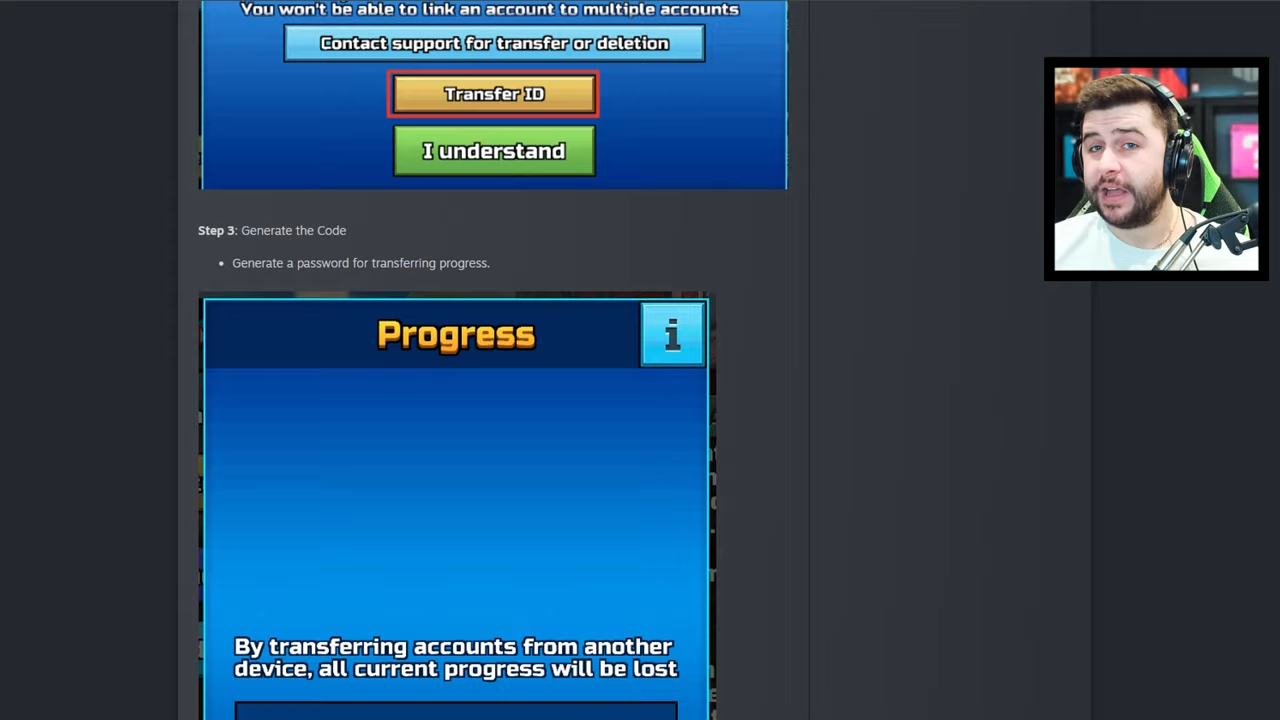 You won't be able to link an account to multiple accounts
Contact support for transfer or deletion
Transfer ID
I understand
Step 3: Generate the Code
• Generate a password for transferring progress.
Progress
i
By transferring accounts from another
device, all current progress will be lost